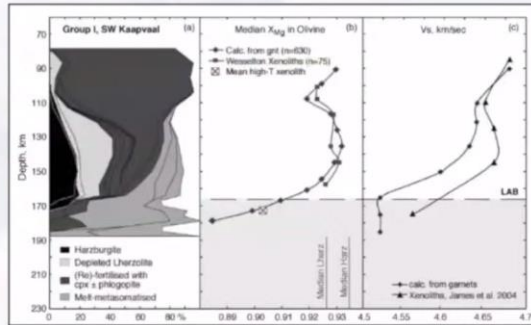 Group I, SW Kaapvaal (a)
Median XMg in Olivine (b)
Vs, km/sec (c)
Calc. from gnt (n=630)
Wesselton Xenoliths (n=75)
Mean high-T xenolith
Depth, km
90
110
130
150
170
190
210
230
LAB
Harzburgite
Depleted Lherzolite
(Re)-fertilised with
cpx ± phlogopite
Melt-metasomatised
Median Lherz
Median Harz
calc. from garnets
Xenoliths, James et al. 2004
0 20 40 60 80 %
0.89 0.90 0.91 0.92 0.93
4.5 4.55 4.6 4.65 4.7